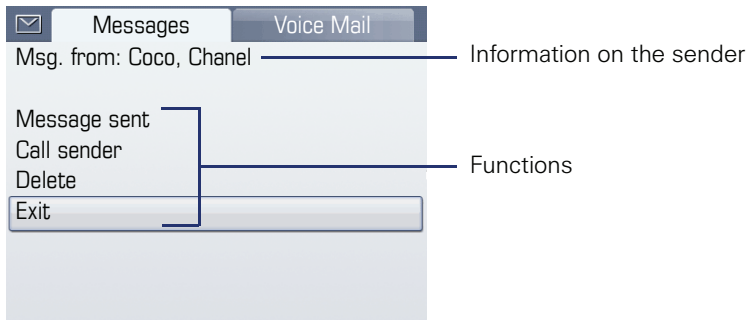 Messages Voice Mail
Msg. from: Coco, Chanel
Information on the sender
Message sent
Call sender
Functions
Delete
Exit